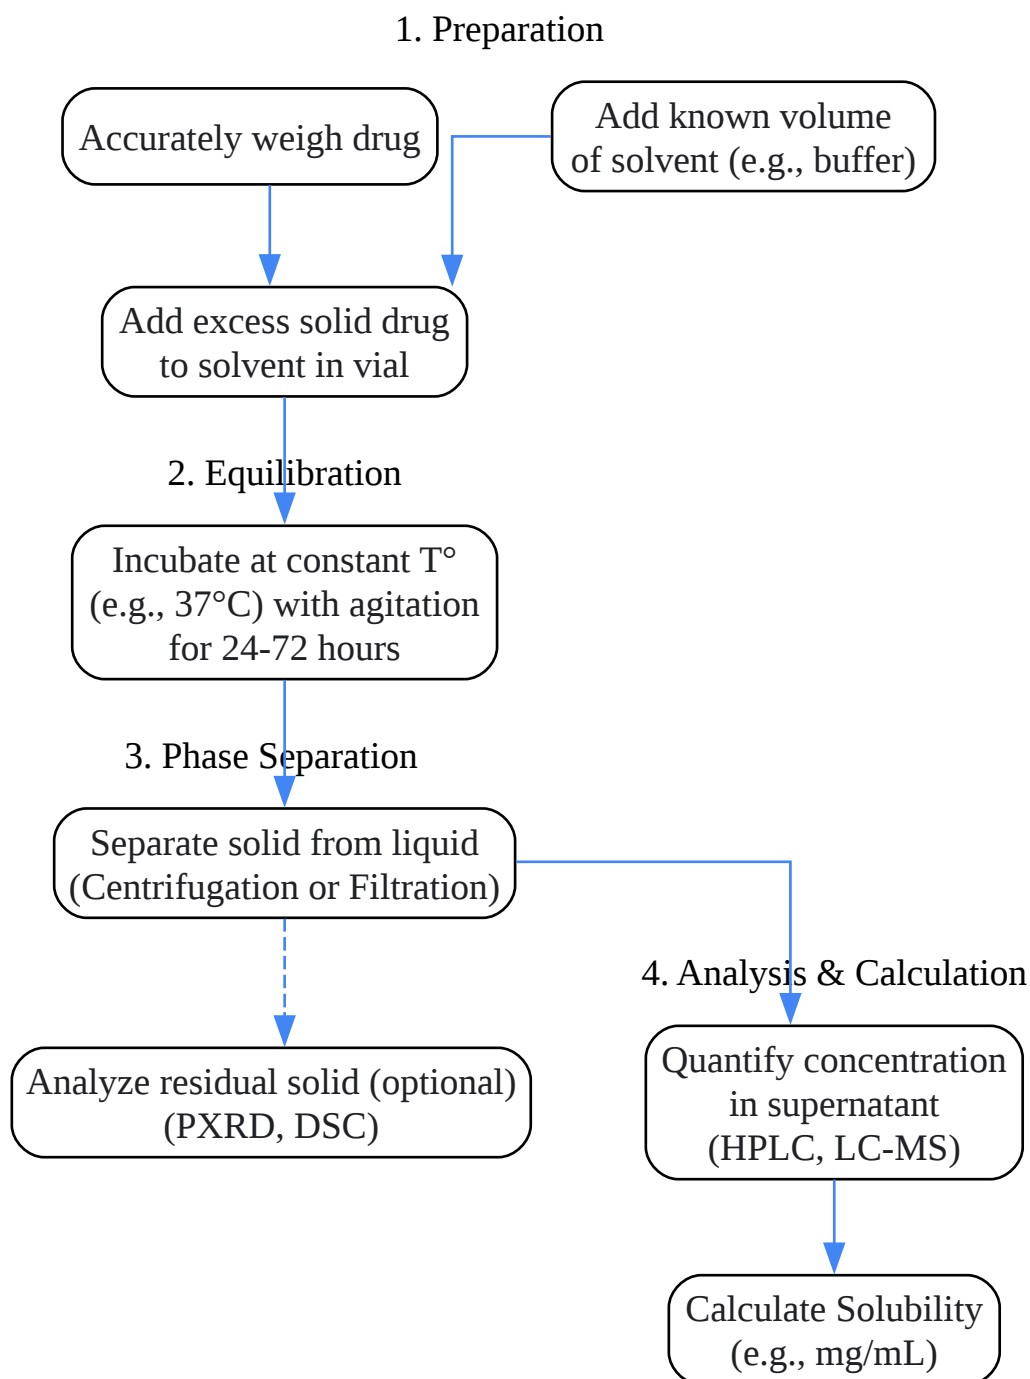 1. Preparation
Accurately weigh drug
Add known volume
of solvent (e.g., buffer)
Add excess solid drug
to solvent in vial
2. Equilibration
Incubate at constant T°
(e.g., 37°C) with agitation
for 24-72 hours
3. Phase Separation
Separate solid from liquid
(Centrifugation or Filtration)
4. Analysis & Calculation
Analyze residual solid (optional)
(PXRD, DSC)
Quantify concentration
in supernatant
(HPLC, LC-MS)
Calculate Solubility
(e.g., mg/mL)